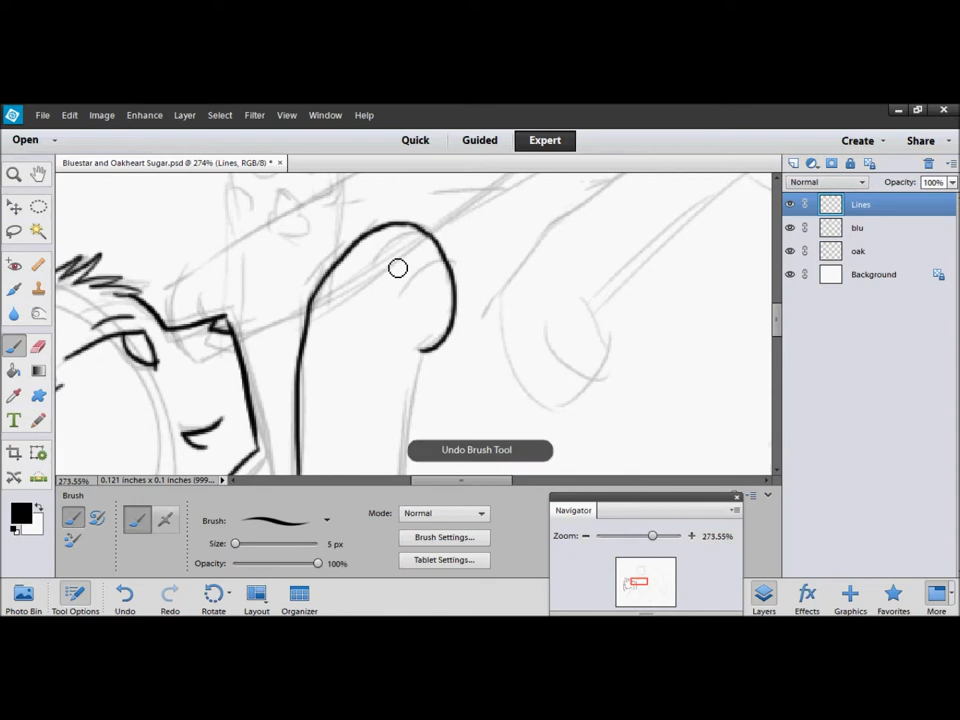 File Edit Image Enhance Layer Select Filter View Window Help
Open Quick Guided Expert Create Share
Bluestar and Oakheart Sugar.psd @ 274% (Lines, RGB/8) * ×
Normal Opacity: 100%
Lines
blu
oak
Background
Undo Brush Tool
273.55% 0.121 inches x 0.1 inches (999...
Brush
Brush:
Size: 5 px
Opacity: 100%
Mode: Normal
Brush Settings...
Tablet Settings...
Navigator
Zoom: 273.55%
Photo Bin Tool Options Undo Redo Rotate Layout Organizer Layers Effects Graphics Favorites More